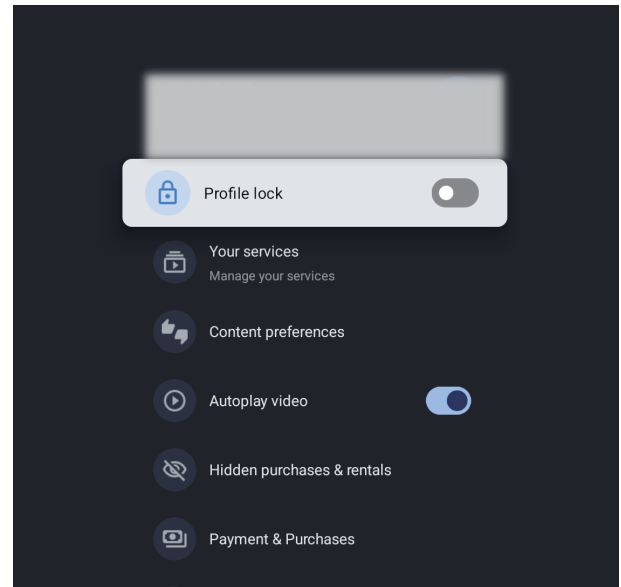 Profile lock
Your services
Manage your services
Content preferences
Autoplay video
Hidden purchases & rentals
Payment & Purchases